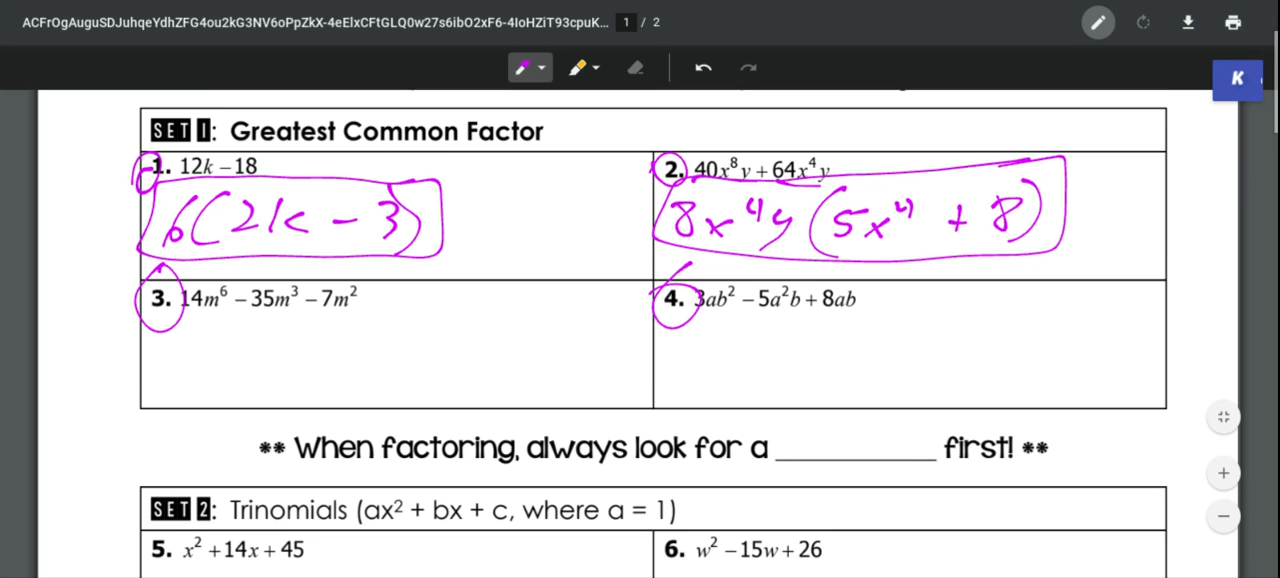 ACFrOgAuguSDJuhqeYdhZFG4ou2kG3NV6oPpZkX-4eElxCFtGLQ0w27s6ibO2xF6-4IoHZiT93cpuK... 1 / 2
K
SET 1: Greatest Common Factor
1. 12k – 18
6(2k - 3)
2. 40x⁸y + 64x⁴y
8x⁴y (5x⁴ + 8)
3. 14m⁶ – 35m³ – 7m²
4. 3ab² – 5a²b + 8ab
** When factoring, always look for a __________ first! **
SET 2: Trinomials (ax² + bx + c, where a = 1)
5. x² + 14x + 45
6. w² – 15w + 26